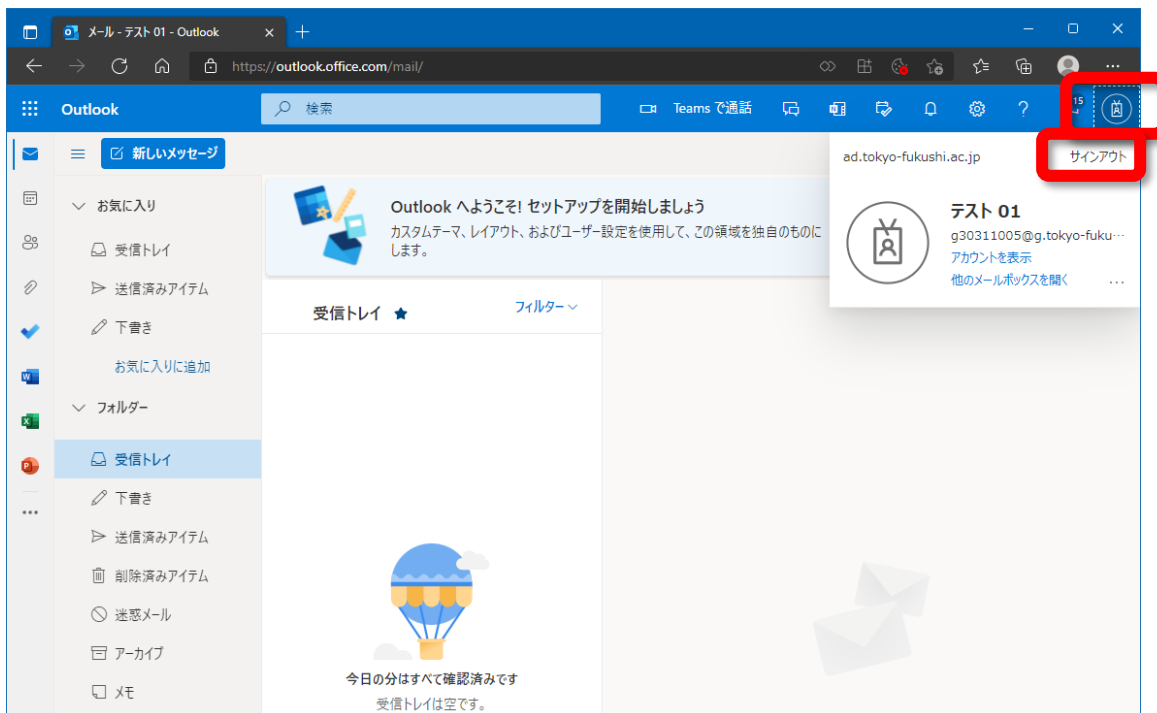 メール - テスト 01 - Outlook
https://outlook.office.com/mail/
Outlook
検索
Teams で通話
15
新しいメッセージ
ad.tokyo-fukushi.ac.jp
サインアウト
テスト 01
g30311005@g.tokyo-fuku…
アカウントを表示
他のメールボックスを開く
お気に入り
受信トレイ
送信済みアイテム
下書き
お気に入りに追加
フォルダー
受信トレイ
下書き
送信済みアイテム
削除済みアイテム
迷惑メール
アーカイブ
メモ
Outlook へようこそ! セットアップを開始しましょう
カスタムテーマ、レイアウト、およびユーザー設定を使用して、この領域を独自のものに
します。
受信トレイ
フィルター
今日の分はすべて確認済みです
受信トレイは空です。